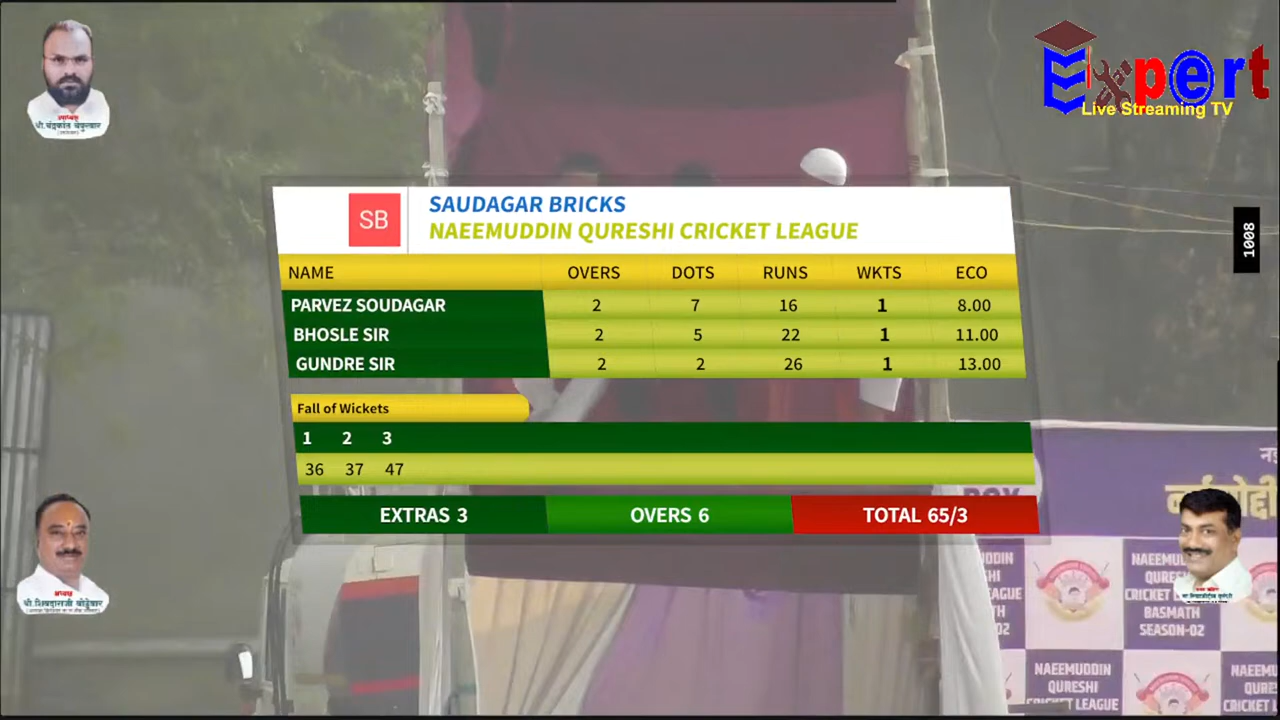 Expert
Live Streaming TV
1008
SB
SAUDAGAR BRICKS
NAEEMUDDIN QURESHI CRICKET LEAGUE
NAME OVERS DOTS RUNS WKTS ECO
PARVEZ SOUDAGAR 2 7 16 1 8.00
BHOSLE SIR 2 5 22 1 11.00
GUNDRE SIR 2 2 26 1 13.00
Fall of Wickets
1 2 3
36 37 47
EXTRAS 3 OVERS 6 TOTAL 65/3
NAEEMUDDIN
QURESHI
CRICKET LEAGUE
BASMATH
SEASON-02
NAEEMUDDIN
QURESHI
CRICKET LEAGUE